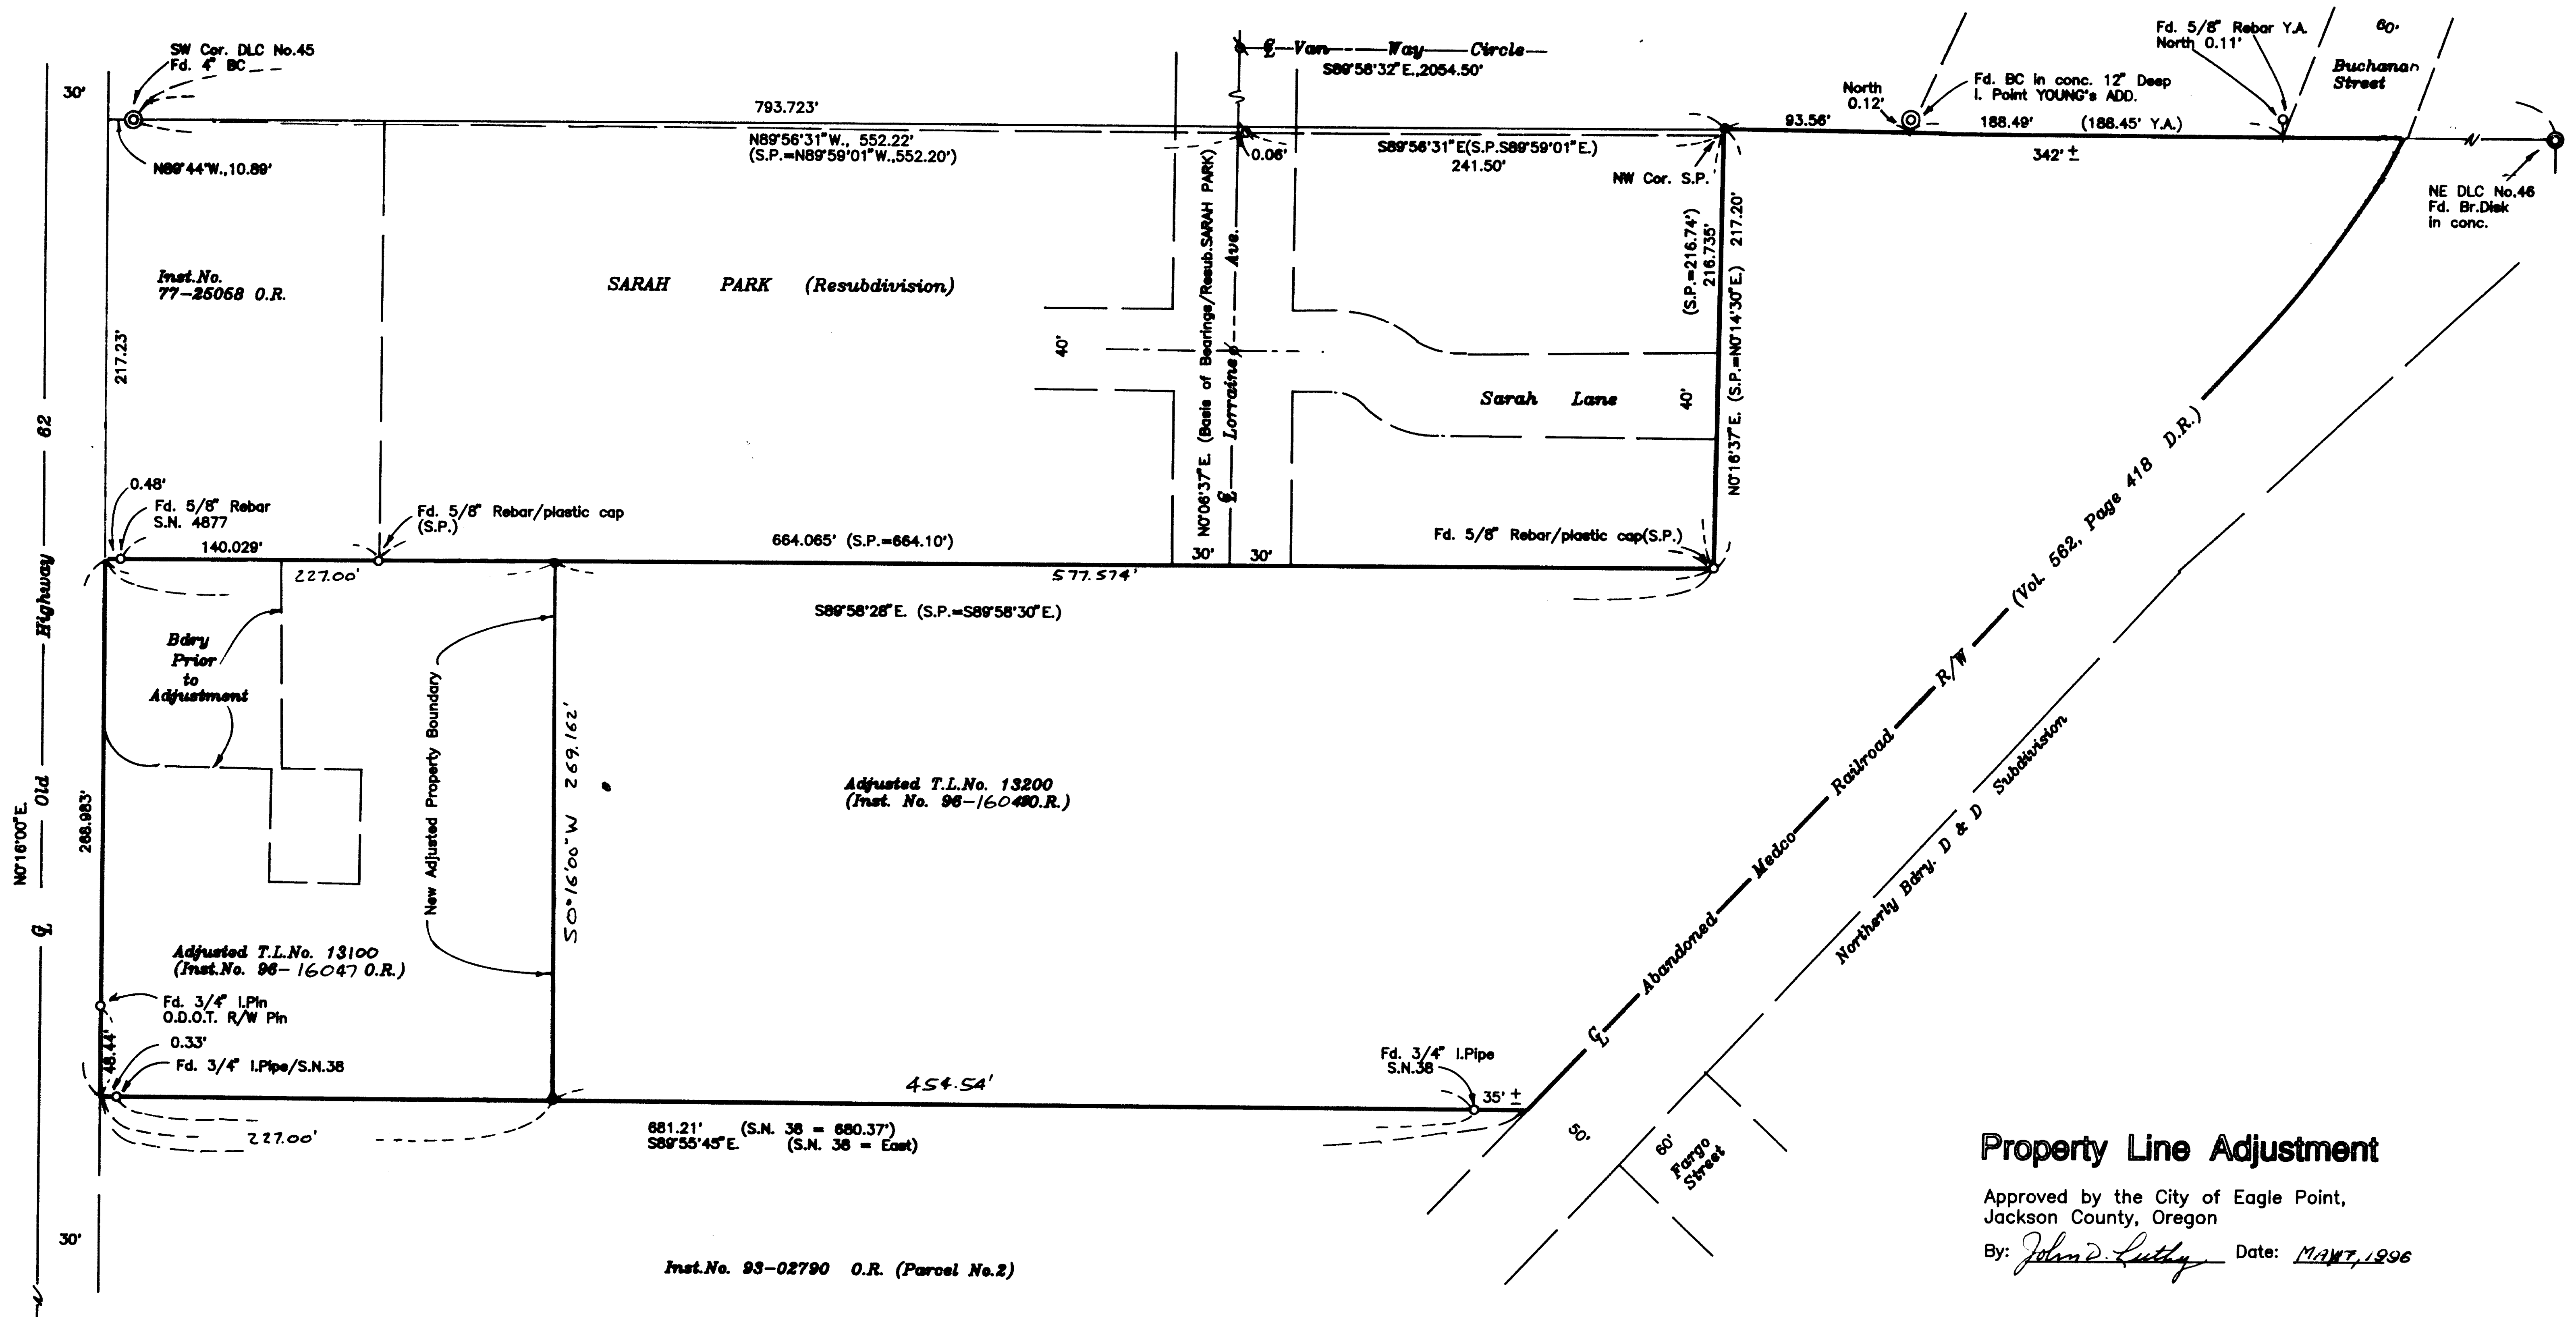 SW Cor. DLC No.45
Fd. 4" BC
30'
N89°44'W.,10.89'
793.723'
N89°56'31"W., 552.22'
(S.P.=N89°59'01"W.,552.20')
℄ Van Way Circle
S89°58'32"E.,2054.50'
0.06'
S89°56'31"E(S.P.S89°59'01"E.)
241.50'
NW Cor. S.P.
93.56'
North
0.12'
Fd. BC in conc. 12" Deep
I. Point YOUNG's ADD.
188.49' (188.45' Y.A.)
342' ±
Fd. 5/8" Rebar Y.A.
North 0.11'
60'
Buchanan
Street
NE DLC No.46
Fd. Br.Disk
in conc.
Inst.No.
77-25058 O.R.
217.23'
SARAH PARK (Resubdivision)
N0°06'37"E. (Basis of Bearings/Resub.SARAH PARK)
℄ Lorraine Ave.
40'
Sarah Lane
40'
(S.P.=216.74')
216.735'
N0°16'37"E. (S.P.=N0°14'30"E.) 217.20'
0.48'
Fd. 5/8" Rebar
S.N. 4877
140.029'
Fd. 5/8" Rebar/plastic cap
(S.P.)
664.065' (S.P.=664.10')
30' 30'
Fd. 5/8" Rebar/plastic cap(S.P.)
227.00'
577.574'
S89°58'28"E. (S.P.=S89°58'30"E.)
℄ Old Highway 62
N0°16'00"E.
268.983'
Bdry
Prior
to
Adjustment
New Adjusted Property Boundary
S0°16'00"W 269.162'
Adjusted T.L.No. 13200
(Inst. No. 96-16048 O.R.)
Adjusted T.L.No. 13100
(Inst.No. 96-16047 O.R.)
Fd. 3/4" I.Pin
O.D.O.T. R/W Pin
48.44'
0.33'
Fd. 3/4" I.Pipe/S.N.38
227.00'
454.54'
681.21' (S.N. 38 = 680.37')
S89°55'45"E. (S.N. 38 = East)
Fd. 3/4" I.Pipe
S.N.38
35' ±
℄ Abandoned Medco Railroad R/W (Vol. 562, Page 418 D.R.)
Northerly Bdry. D & D Subdivision
50'
60'
Fargo
Street
30'
Inst.No. 93-02790 O.R. (Parcel No.2)
Property Line Adjustment
Approved by the City of Eagle Point,
Jackson County, Oregon
By: John D. Luthy Date: MAY 17, 1996